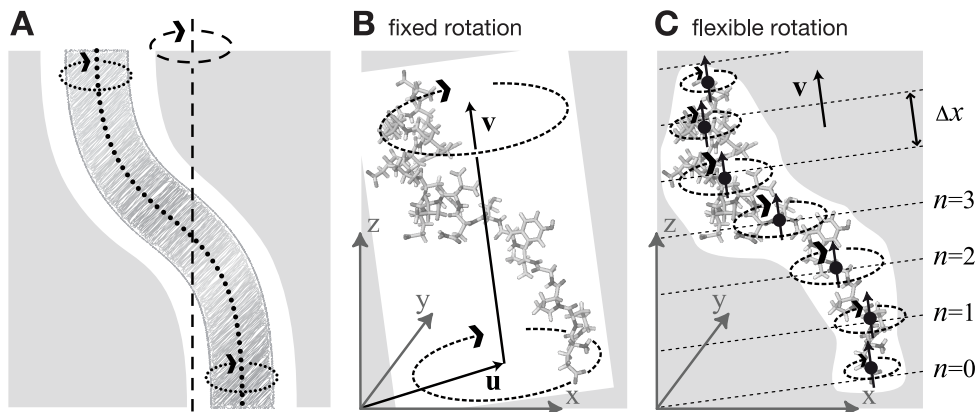 A
B fixed rotation
C flexible rotation
v
u
z
y
x
v
Δx
n=3
n=2
n=1
n=0
z
y
x